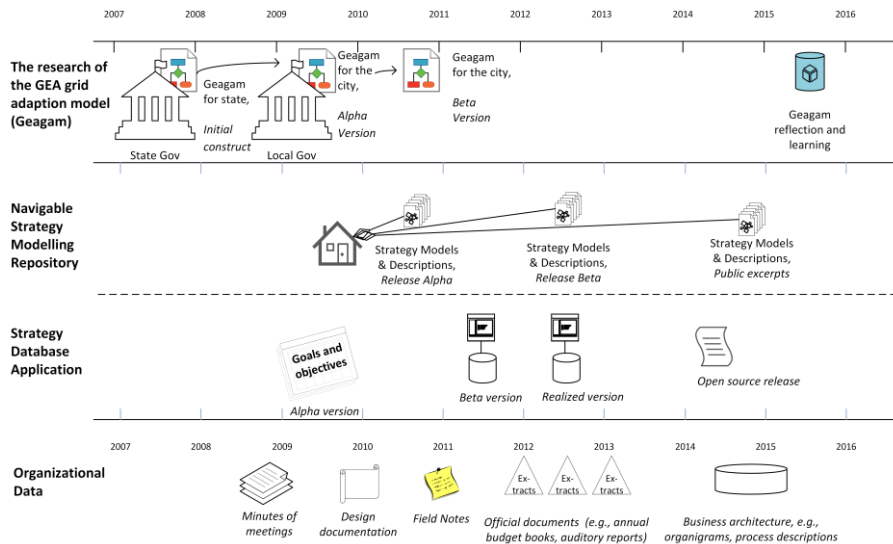 2007 2008 2009 2010 2011 2012 2013 2014 2015 2016
The research of
the GEA grid
adaption model
(Geagam)
State Gov
Geagam
for state,
Initial
construct
Local Gov
Geagam
for the
city,
Alpha
Version
Geagam
for the city,
Beta
Version
Geagam
reflection and
learning
Navigable
Strategy
Modelling
Repository
Strategy Models
& Descriptions,
Release Alpha
Strategy Models
& Descriptions,
Release Beta
Strategy Models
& Descriptions,
Public excerpts
Strategy
Database
Application
Goals and
objectives
Alpha version
Beta version
Realized version
Open source release
2007 2008 2009 2010 2011 2012 2013 2014 2015 2016
Organizational
Data
Minutes of
meetings
Design
documentation
Field Notes
Ex-
tracts
Ex-
tracts
Ex-
tracts
Official documents (e.g., annual
budget books, auditory reports)
Business architecture, e.g.,
organigrams, process descriptions